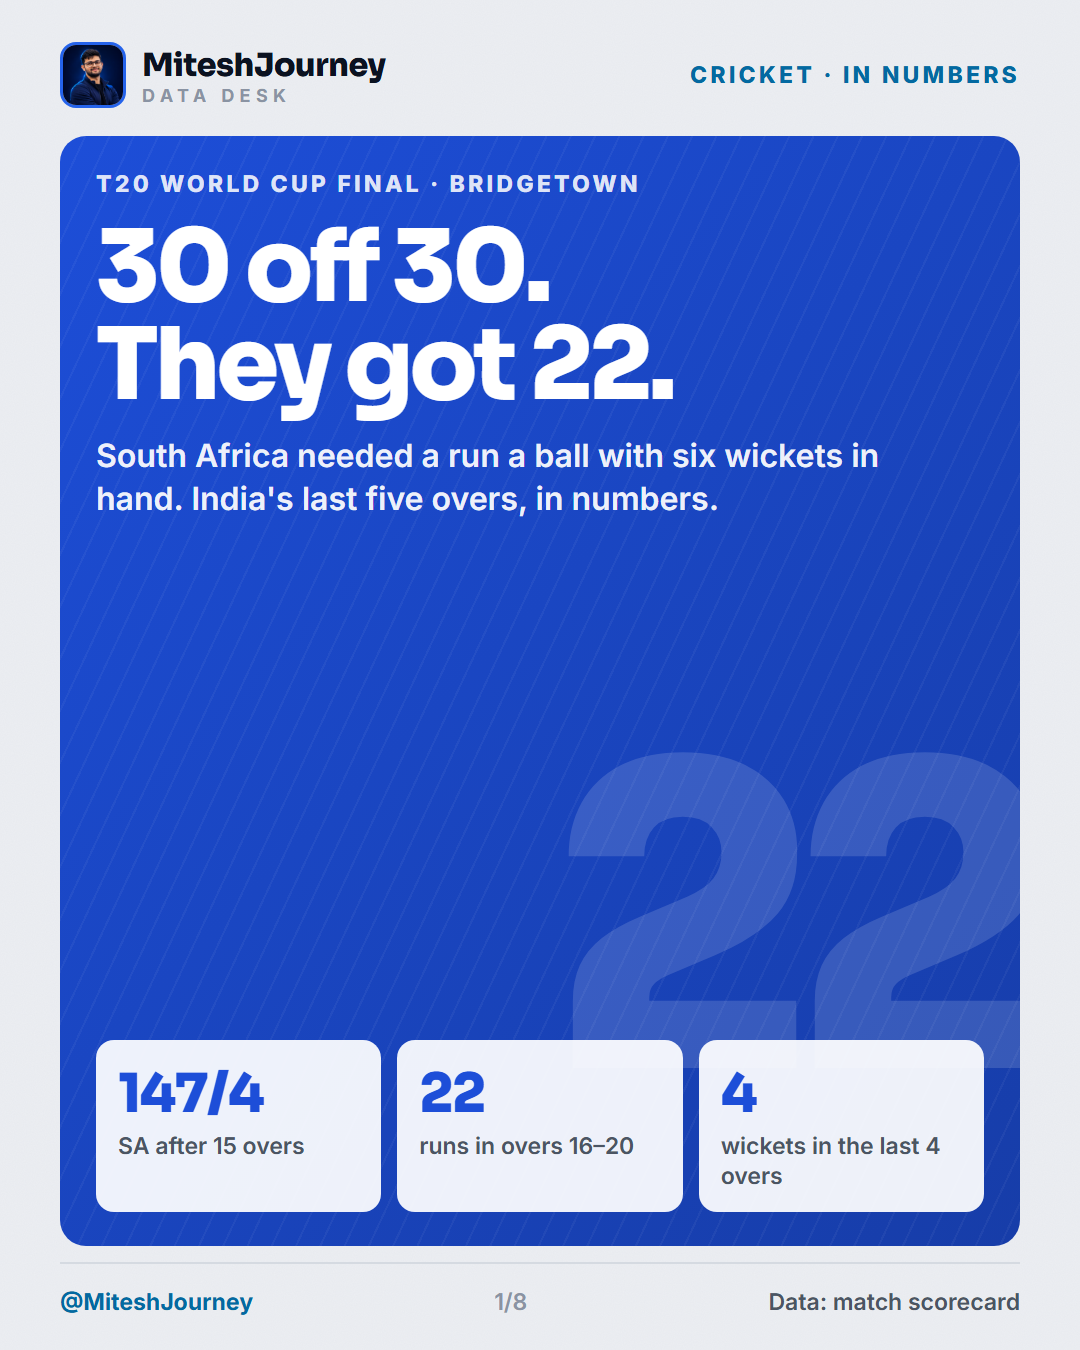 MiteshJourney
DATA DESK
CRICKET · IN NUMBERS
T20 WORLD CUP FINAL · BRIDGETOWN
30 off 30.
They got 22.
South Africa needed a run a ball with six wickets in
hand. India's last five overs, in numbers.
22
147/4
SA after 15 overs
22
runs in overs 16–20
4
wickets in the last 4
overs
@MiteshJourney
1/8
Data: match scorecard